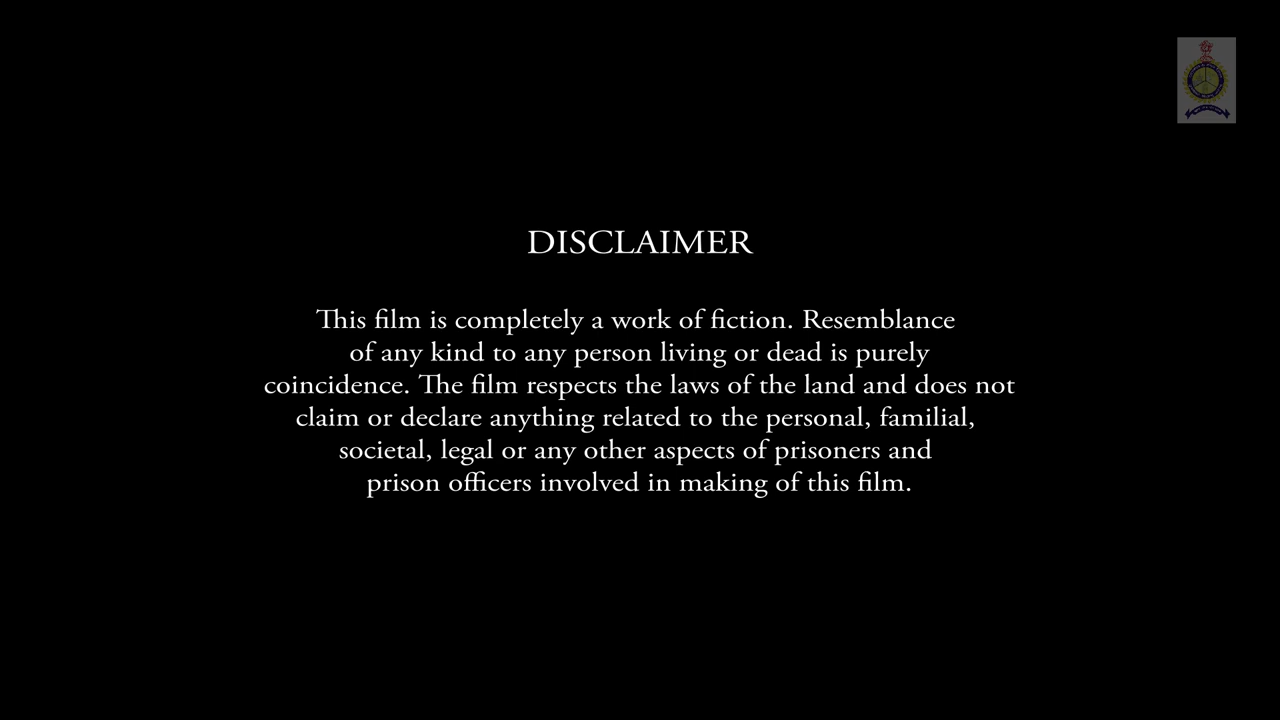 DISCLAIMER
This film is completely a work of fiction. Resemblance
of any kind to any person living or dead is purely
coincidence. The film respects the laws of the land and does not
claim or declare anything related to the personal, familial,
societal, legal or any other aspects of prisoners and
prison officers involved in making of this film.